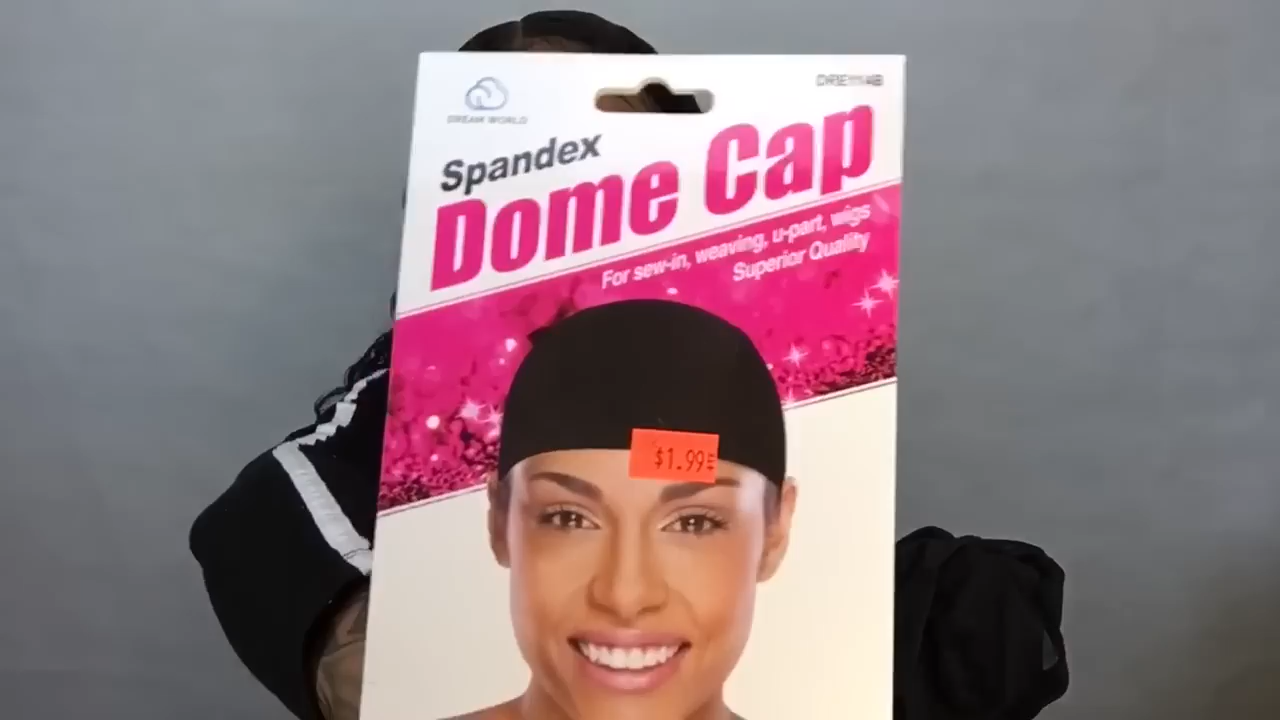 DREAM WORLD
Spandex
Dome Cap
For sew-in, weaving, u-part, wigs
Superior Quality
$1.99